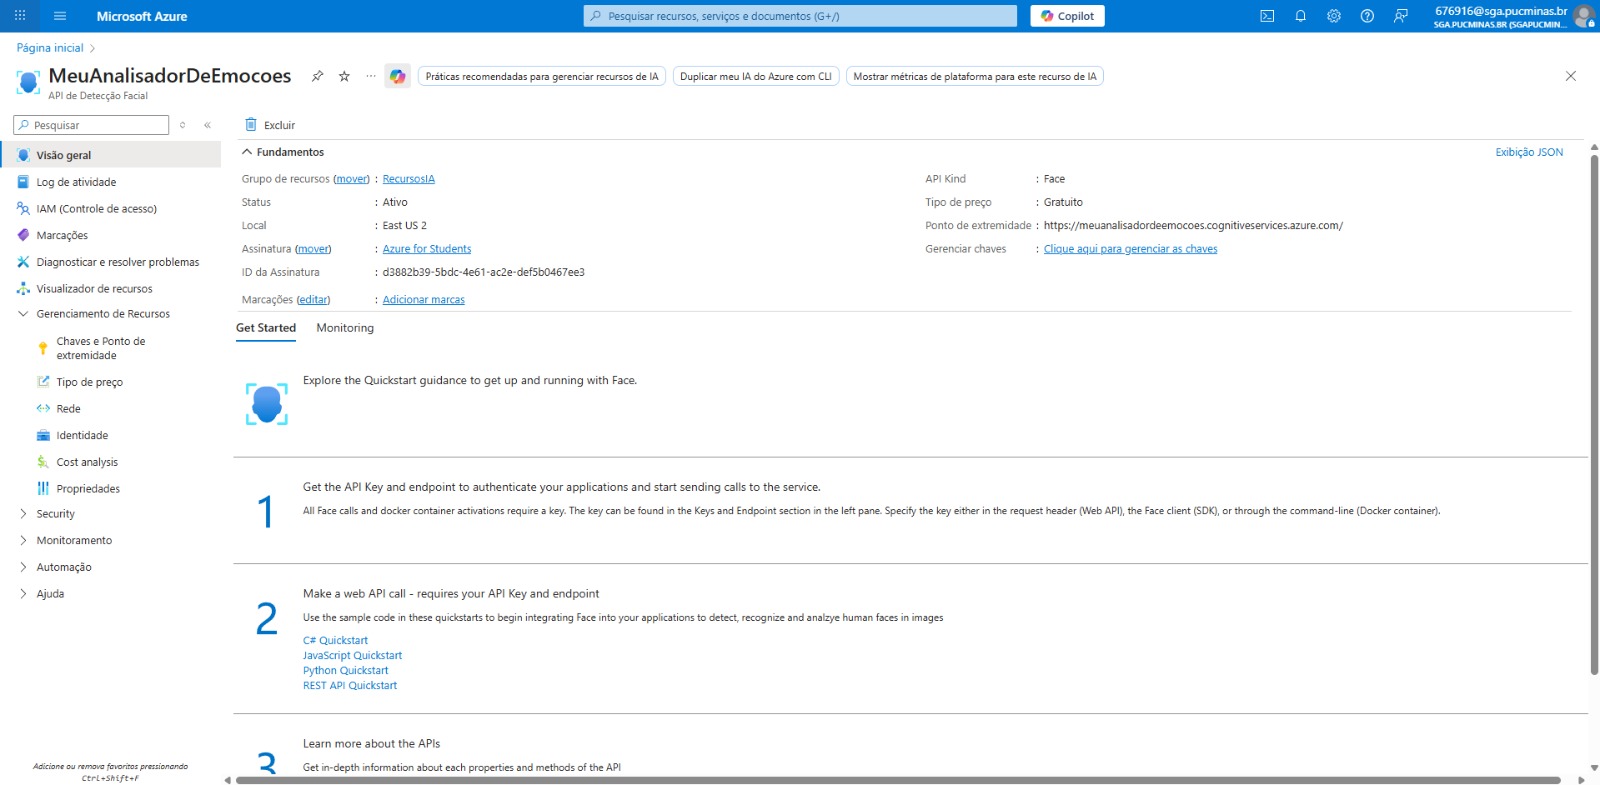 Microsoft Azure
Pesquisar recursos, serviços e documentos (G+/)
Copilot
676916@sga.pucminas.br
SGA.PUCMINAS.BR (SGAPUCMIN...
Página inicial
MeuAnalisadorDeEmocoes
API de Detecção Facial
Práticas recomendadas para gerenciar recursos de IA
Duplicar meu IA do Azure com CLI
Mostrar métricas de plataforma para este recurso de IA
Pesquisar
Visão geral
Log de atividade
IAM (Controle de acesso)
Marcações
Diagnosticar e resolver problemas
Visualizador de recursos
Gerenciamento de Recursos
Chaves e Ponto de
extremidade
Tipo de preço
Rede
Identidade
Cost analysis
Propriedades
Security
Monitoramento
Automação
Ajuda
Adicione ou remova favoritos pressionando
Ctrl+Shift+F
Excluir
Fundamentos
Exibição JSON
Grupo de recursos (mover) : RecursosIA
Status : Ativo
Local : East US 2
Assinatura (mover) : Azure for Students
ID da Assinatura : d3882b39-5bdc-4e61-ac2e-def5b0467ee3
Marcações (editar) : Adicionar marcas
API Kind : Face
Tipo de preço : Gratuito
Ponto de extremidade : https://meuanalisadordeemocoes.cognitiveservices.azure.com/
Gerenciar chaves : Clique aqui para gerenciar as chaves
Get Started
Monitoring
Explore the Quickstart guidance to get up and running with Face.
1
Get the API Key and endpoint to authenticate your applications and start sending calls to the service.
All Face calls and docker container activations require a key. The key can be found in the Keys and Endpoint section in the left pane. Specify the key either in the request header (Web API), the Face client (SDK), or through the command-line (Docker container).
2
Make a web API call - requires your API Key and endpoint
Use the sample code in these quickstarts to begin integrating Face into your applications to detect, recognize and analzye human faces in images
C# Quickstart
JavaScript Quickstart
Python Quickstart
REST API Quickstart
3
Learn more about the APIs
Get in-depth information about each properties and methods of the API